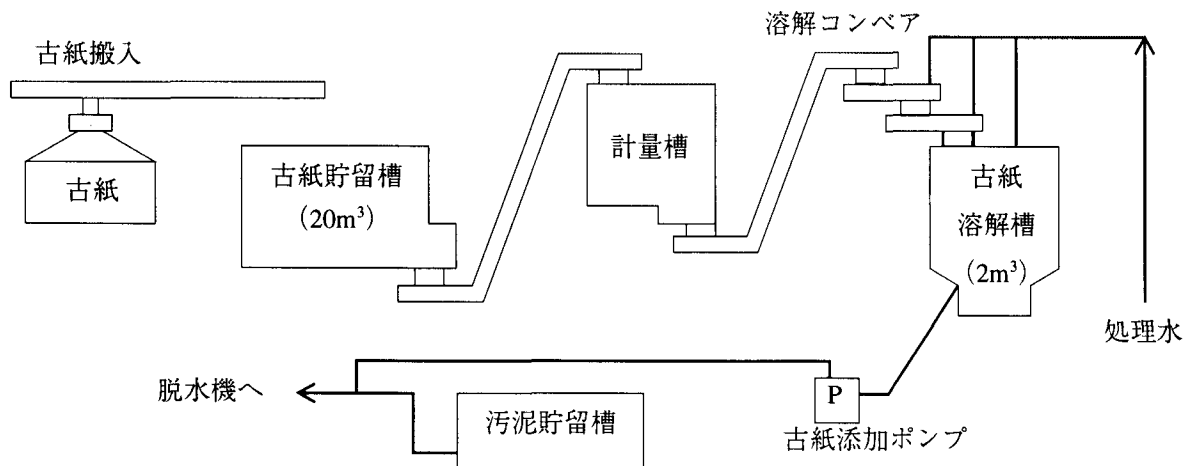 溶解コンベア
古紙搬入
古紙
古紙貯留槽
（20m³）
計量槽
古紙
溶解槽
（2m³）
処理水
脱水機へ
汚泥貯留槽
P
古紙添加ポンプ